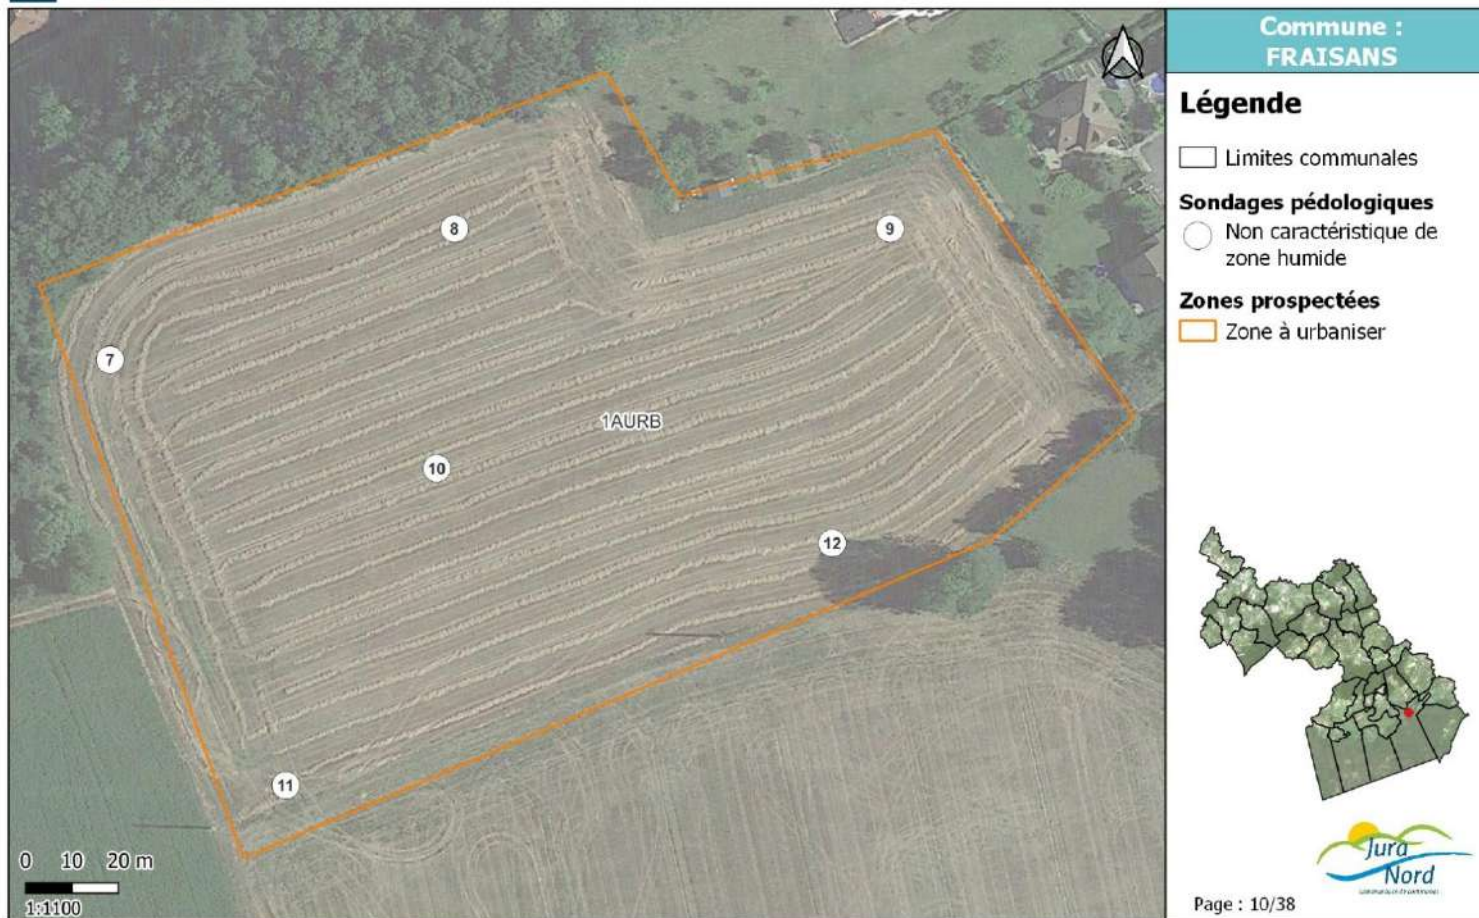 Commune :
FRAISANS
Légende
Limites communales
Sondages pédologiques
Non caractéristique de
zone humide
Zones prospectées
Zone à urbaniser
8
9
7
1AURB
10
12
11
0 10 20 m
1:1100
Jura
Nord
Page : 10/38